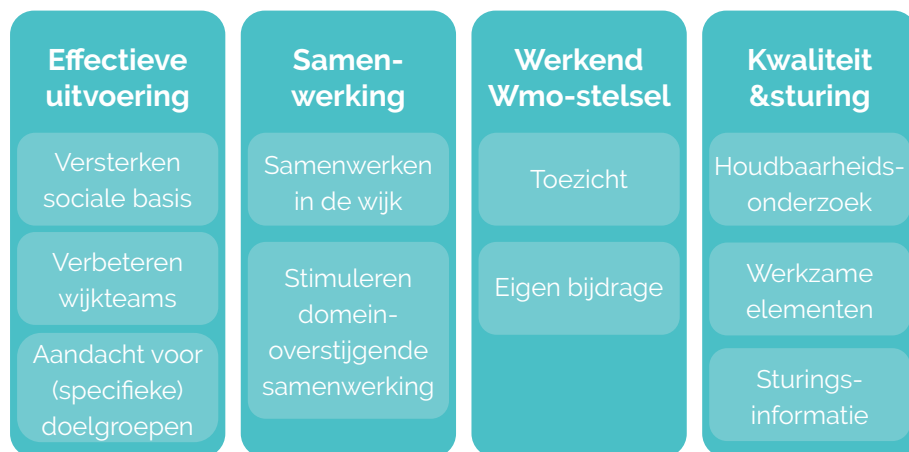 Effectieve
uitvoering
Versterken
sociale basis
Verbeteren
wijkteams
Aandacht voor
(specifieke)
doelgroepen
Samen-
werking
Samenwerken
in de wijk
Stimuleren
domein-
overstijgende
samenwerking
Werkend
Wmo-stelsel
Toezicht
Eigen bijdrage
Kwaliteit
&sturing
Houdbaarheids-
onderzoek
Werkzame
elementen
Sturings-
informatie